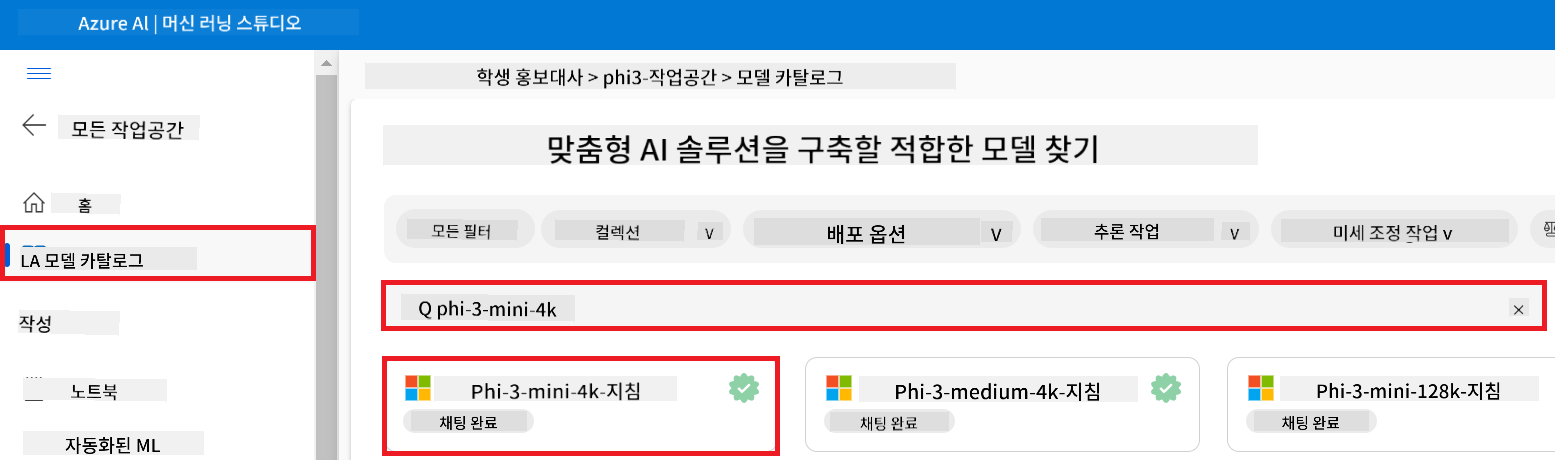 Azure AI | 머신 러닝 스튜디오
학생 홍보대사 > phi3-작업공간 > 모델 카탈로그
모든 작업공간
홈
LA 모델 카탈로그
작성
노트북
자동화된 ML
맞춤형 AI 솔루션을 구축할 적합한 모델 찾기
모든 필터 컬렉션 v 배포 옵션 v 추론 작업 v 미세 조정 작업 v
Q phi-3-mini-4k ×
Phi-3-mini-4k-지침 Phi-3-medium-4k-지침 Phi-3-mini-128k-지침
채팅 완료 채팅 완료 채팅 완료